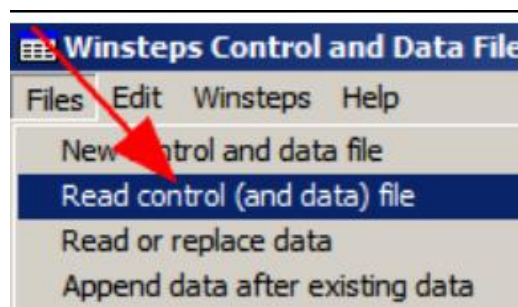 Winsteps Control and Data File
Files Edit Winsteps Help
New control and data file
Read control (and data) file
Read or replace data
Append data after existing data